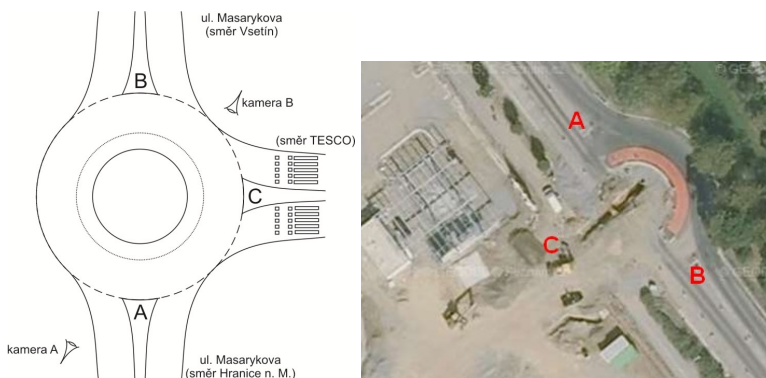 ul. Masarykova
(směr Vsetín)
B
kamera B
(směr TESCO)
C
A
kamera A
ul. Masarykova
(směr Hranice n. M.)
A
C
B